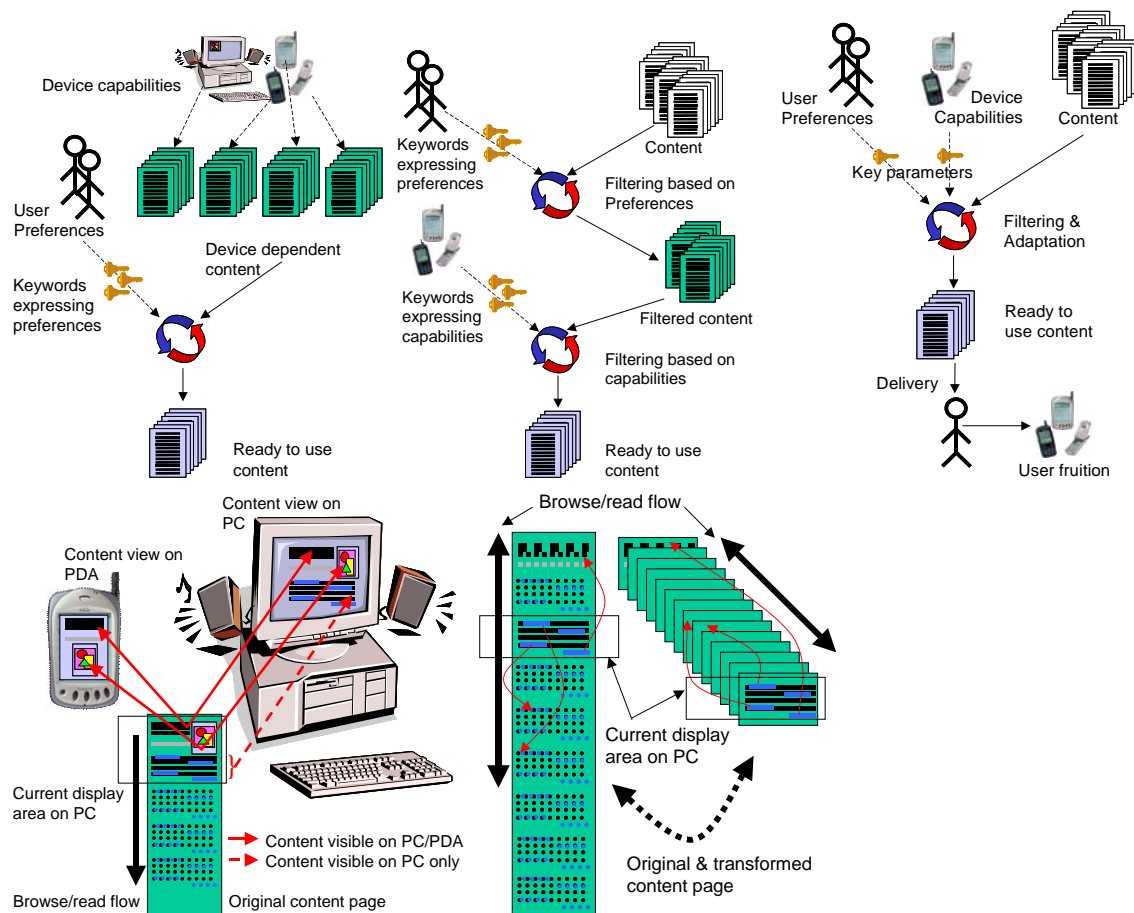 Device capabilities
User
Preferences
Keywords
expressing
preferences
Device dependent
content
Ready to use
content
Keywords
expressing
preferences
Content
Filtering based on
Preferences
Keywords
expressing
capabilities
Filtered content
Filtering based on
capabilities
Ready to use
content
User
Preferences
Device
Capabilities
Content
Key parameters
Filtering &
Adaptation
Ready to
use content
Delivery
User fruition
Content view on
PC
Content view on
PDA
Current display
area on PC
Content visible on PC/PDA
Content visible on PC only
Browse/read flow
Original content page
Browse/read flow
Current display
area on PC
Original & transformed
content page